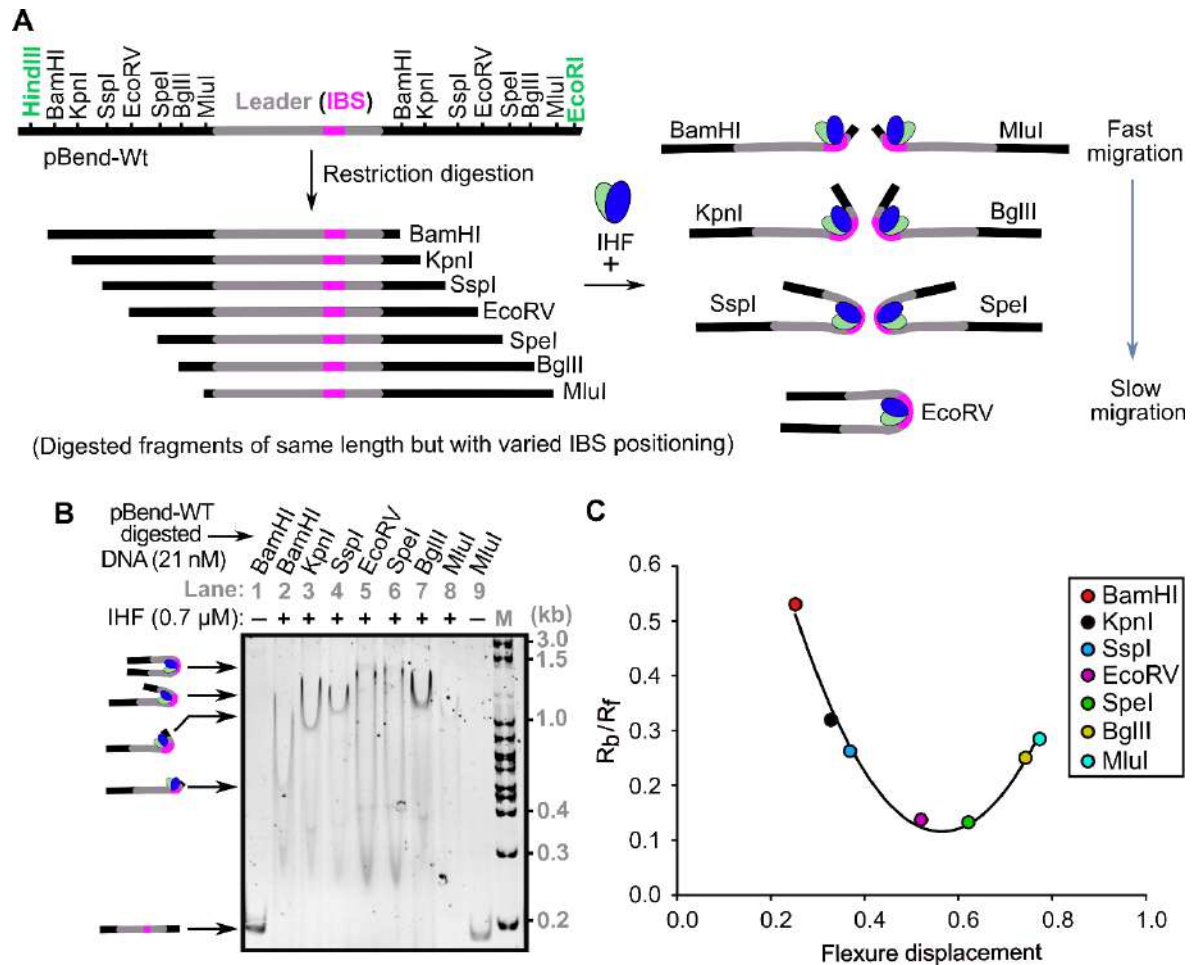 A
HindIII BamHI KpnI SspI EcoRV SpeI BglII MluI Leader (IBS) BamHI KpnI SspI EcoRV SpeI BglII MluI EcoRI
pBend-Wt
Restriction digestion
BamHI
KpnI
SspI
EcoRV
SpeI
BglII
MluI
(Digested fragments of same length but with varied IBS positioning)
IHF
+
BamHI MluI Fast
migration
KpnI BglII
SspI SpeI
EcoRV Slow
migration
B
pBend-WT
digested
DNA (21 nM)
BamHI BamHI KpnI SspI EcoRV SpeI BglII MluI MluI
Lane: 1 2 3 4 5 6 7 8 9
IHF (0.7 µM): – + + + + + + + – M (kb)
3.0
1.5
1.0
0.4
0.3
0.2
C
Rb/Rf
0.6
0.5
0.4
0.3
0.2
0.1
0.0
0.0 0.2 0.4 0.6 0.8 1.0
Flexure displacement
BamHI
KpnI
SspI
EcoRV
SpeI
BglII
MluI